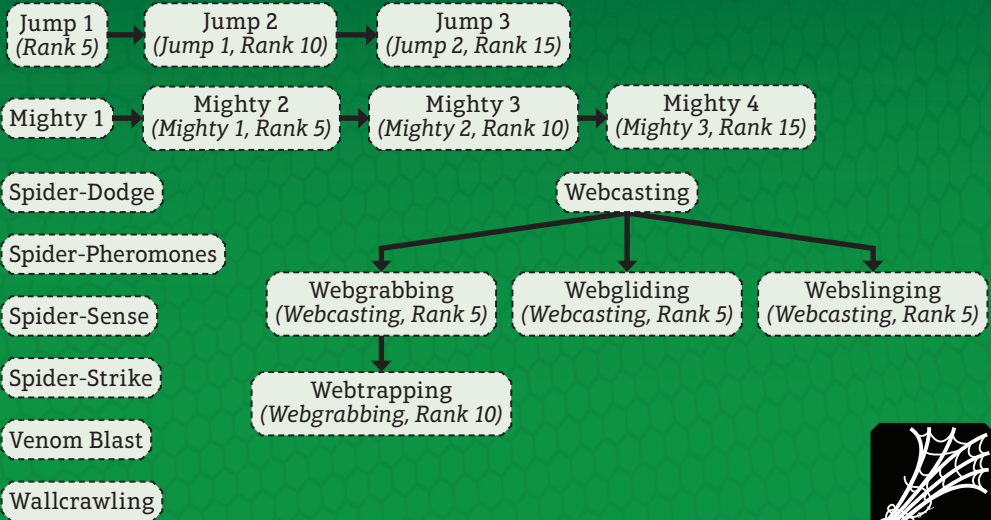 Jump 1
(Rank 5)
Jump 2
(Jump 1, Rank 10)
Jump 3
(Jump 2, Rank 15)
Mighty 1
Mighty 2
(Mighty 1, Rank 5)
Mighty 3
(Mighty 2, Rank 10)
Mighty 4
(Mighty 3, Rank 15)
Spider-Dodge
Spider-Pheromones
Spider-Sense
Spider-Strike
Venom Blast
Wallcrawling
Webcasting
Webgrabbing
(Webcasting, Rank 5)
Webgliding
(Webcasting, Rank 5)
Webslinging
(Webcasting, Rank 5)
Webtrapping
(Webgrabbing, Rank 10)